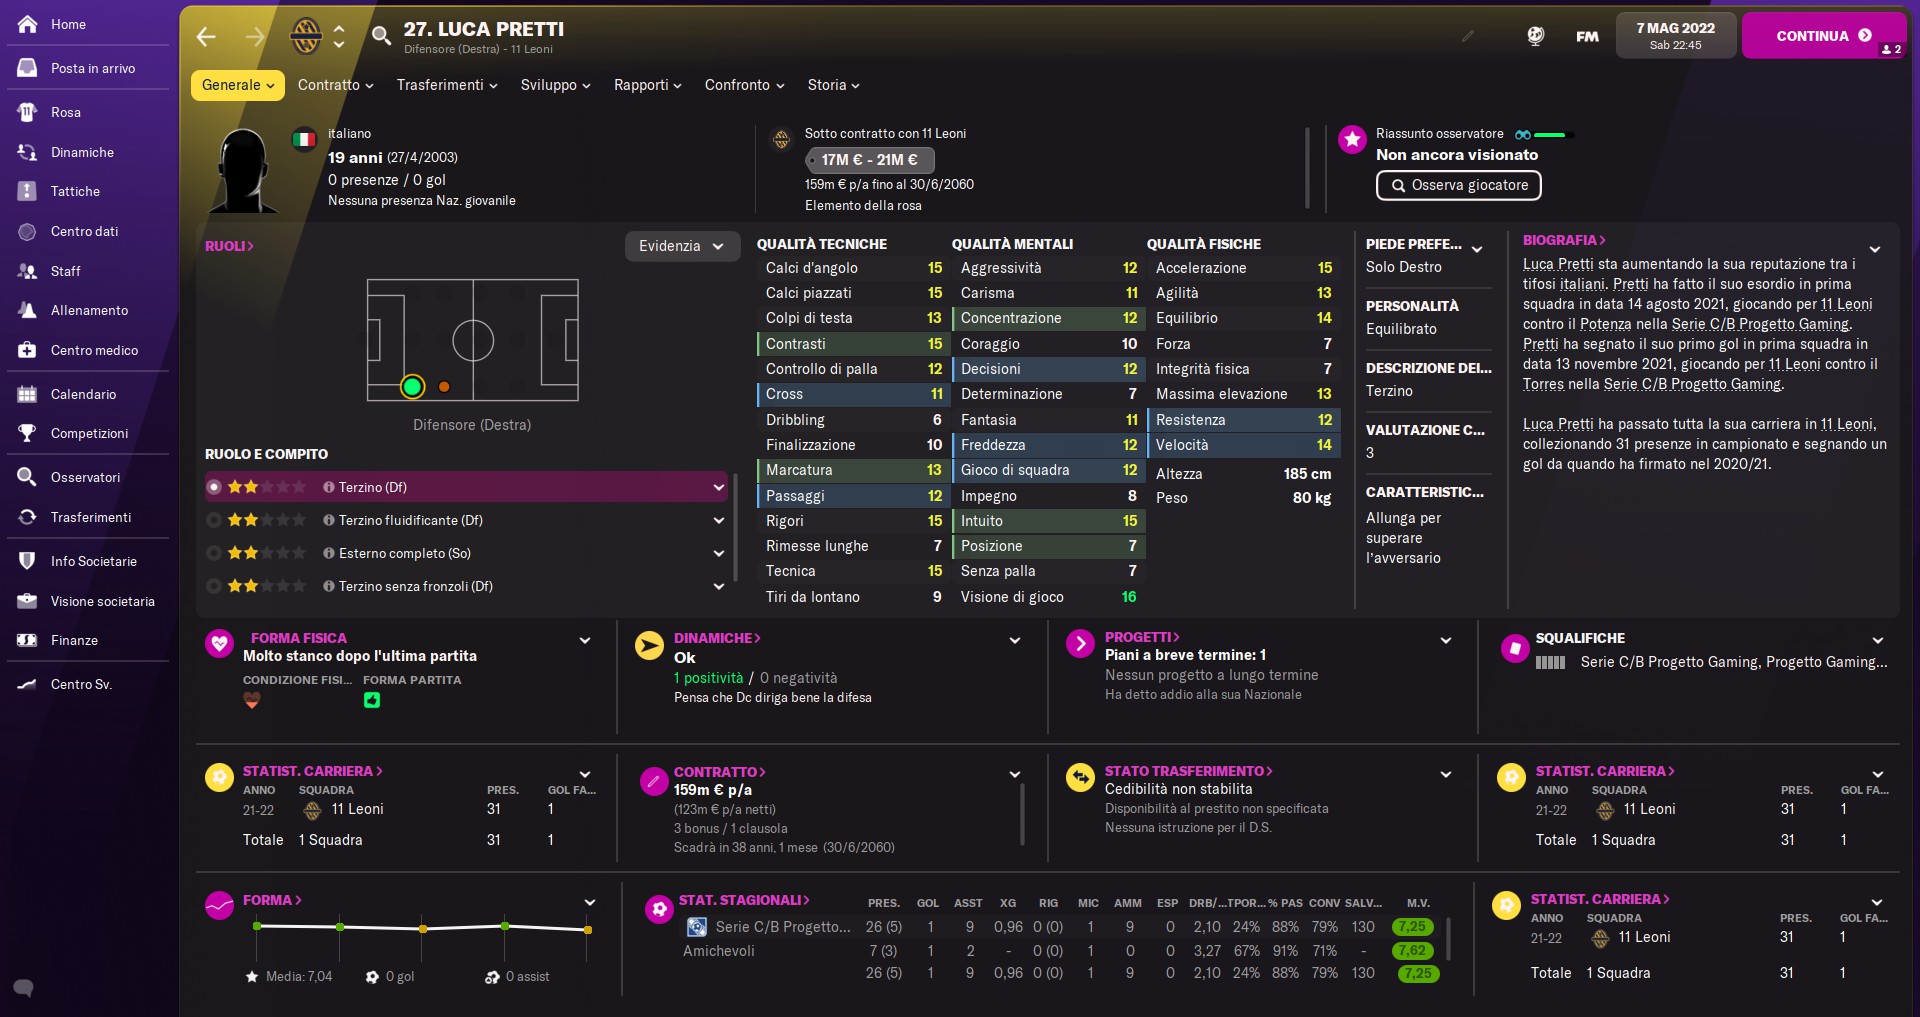 Home
Posta in arrivo
Rosa
Dinamiche
Tattiche
Centro dati
Staff
Allenamento
Centro medico
Calendario
Competizioni
Osservatori
Trasferimenti
Info Societarie
Visione societaria
Finanze
Centro Sv.
27. LUCA PRETTI
Difensore (Destra) - 11 Leoni
FM
7 MAG 2022
Sab 22:45
CONTINUA
2
Generale
Contratto
Trasferimenti
Sviluppo
Rapporti
Confronto
Storia
italiano
19 anni (27/4/2003)
0 presenze / 0 gol
Nessuna presenza Naz. giovanile
Sotto contratto con 11 Leoni
17M € - 21M €
159m € p/a fino al 30/6/2060
Elemento della rosa
Riassunto osservatore
Non ancora visionato
Osserva giocatore
RUOLI
Evidenzia
Difensore (Destra)
RUOLO E COMPITO
Terzino (Df)
Terzino fluidificante (Df)
Esterno completo (So)
Terzino senza fronzoli (Df)
QUALITÀ TECNICHE
Calci d'angolo 15
Calci piazzati 15
Colpi di testa 13
Contrasti 15
Controllo di palla 12
Cross 11
Dribbling 6
Finalizzazione 10
Marcatura 13
Passaggi 12
Rigori 15
Rimesse lunghe 7
Tecnica 15
Tiri da lontano 9
QUALITÀ MENTALI
Aggressività 12
Carisma 11
Concentrazione 12
Coraggio 10
Decisioni 12
Determinazione 7
Fantasia 11
Freddezza 12
Gioco di squadra 12
Impegno 8
Intuito 15
Posizione 7
Senza palla 7
Visione di gioco 16
QUALITÀ FISICHE
Accelerazione 15
Agilità 13
Equilibrio 14
Forza 7
Integrità fisica 7
Massima elevazione 13
Resistenza 12
Velocità 14
Altezza 185 cm
Peso 80 kg
PIEDE PREFE...
Solo Destro
PERSONALITÀ
Equilibrato
DESCRIZIONE DEI...
Terzino
VALUTAZIONE C...
3
CARATTERISTIC...
Allunga per
superare
l'avversario
BIOGRAFIA
Luca Pretti sta aumentando la sua reputazione tra i
tifosi italiani. Pretti ha fatto il suo esordio in prima
squadra in data 14 agosto 2021, giocando per 11 Leoni
contro il Potenza nella Serie C/B Progetto Gaming.
Pretti ha segnato il suo primo gol in prima squadra in
data 13 novembre 2021, giocando per 11 Leoni contro il
Torres nella Serie C/B Progetto Gaming.
Luca Pretti ha passato tutta la sua carriera in 11 Leoni,
collezionando 31 presenze in campionato e segnando un
gol da quando ha firmato nel 2020/21.
FORMA FISICA
Molto stanco dopo l'ultima partita
CONDIZIONE FISI... FORMA PARTITA
DINAMICHE
Ok
1 positività / 0 negatività
Pensa che Dc diriga bene la difesa
PROGETTI
Piani a breve termine: 1
Nessun progetto a lungo termine
Ha detto addio alla sua Nazionale
SQUALIFICHE
Serie C/B Progetto Gaming, Progetto Gaming...
STATIST. CARRIERA
ANNO SQUADRA PRES. GOL FA...
21-22 11 Leoni 31 1
Totale 1 Squadra 31 1
CONTRATTO
159m € p/a
(123m € p/a netti)
3 bonus / 1 clausola
Scadrà in 38 anni, 1 mese (30/6/2060)
STATO TRASFERIMENTO
Cedibilità non stabilita
Disponibilità al prestito non specificata
Nessuna istruzione per il D.S.
STATIST. CARRIERA
ANNO SQUADRA PRES. GOL FA...
21-22 11 Leoni 31 1
Totale 1 Squadra 31 1
FORMA
Media: 7,04 0 gol 0 assist
STAT. STAGIONALI PRES. GOL ASST XG RIG MIC AMM ESP DRB/... TPOR... % PAS CONV SALV... M.V.
Serie C/B Progetto... 26 (5) 1 9 0,96 0 (0) 1 9 0 2,10 24% 88% 79% 130 7,25
Amichevoli 7 (3) 1 2 - 0 (0) 1 0 0 3,27 67% 91% 71% - 7,62
26 (5) 1 9 0,96 0 (0) 1 9 0 2,10 24% 88% 79% 130 7,25
STATIST. CARRIERA
ANNO SQUADRA PRES. GOL FA...
21-22 11 Leoni 31 1
Totale 1 Squadra 31 1